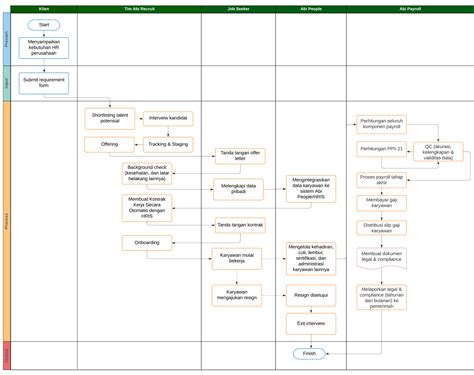 Klien
Tim Abi Recruit
Job Seeker
Abi People
Abi Payroll
Prestart
Start
Menyampaikan
kebutuhan HR
perusahaan
Input
Submit requirement
form
Process
Shortlisting talent
potensial
Interview kandidat
Offering
Tracking & Staging
Tanda tangan offer
letter
Background check
(kesehatan, dan latar
belakang lainnya)
Melengkapi data
pribadi
Mengintegrasikan
data karyawan ke
sistem Abi
People/HRIS
Membuat Kontrak
Kerja Secara
Otomatis dengan
HRIS
Tanda tangan kontrak
Onboarding
Karyawan mulai
bekerja
Mengelola kehadiran,
cuti, lembur,
sertifikasi, dan
administrasi
karyawan lainnya
Karyawan
mengajukan resign
Resign disetujui
Exit interview
Perhitungan seluruh
komponen payroll
Perhitungan PPh 21
QC (akurasi,
kelengkapan &
validitas data)
Proses payroll tahap
akhir
Membayar gaji
karyawan
Distribusi slip gaji
karyawan
Membuat dokumen
legal & compliance
Melaporkan legal &
compliance (tahunan
dan bulanan) ke
pemerintah
Output
Finish